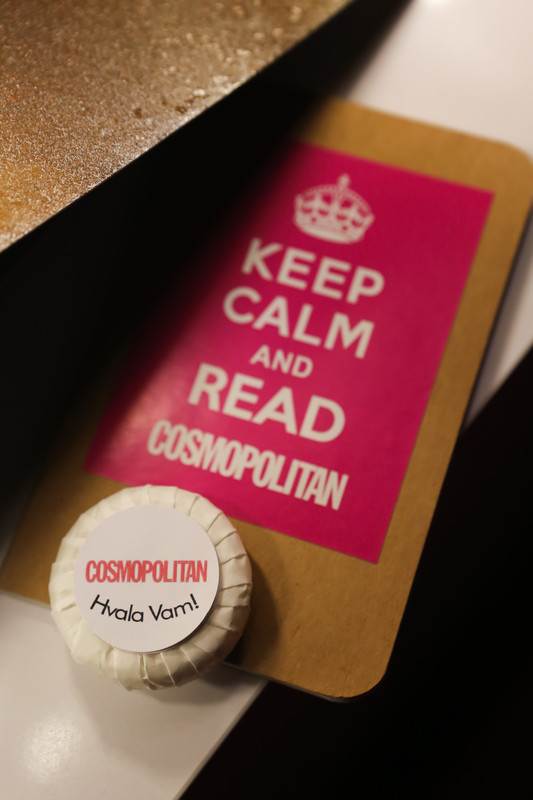 KEEP
CALM
AND
READ
COSMOPOLITAN
COSMOPOLITAN
Hvala Vam!